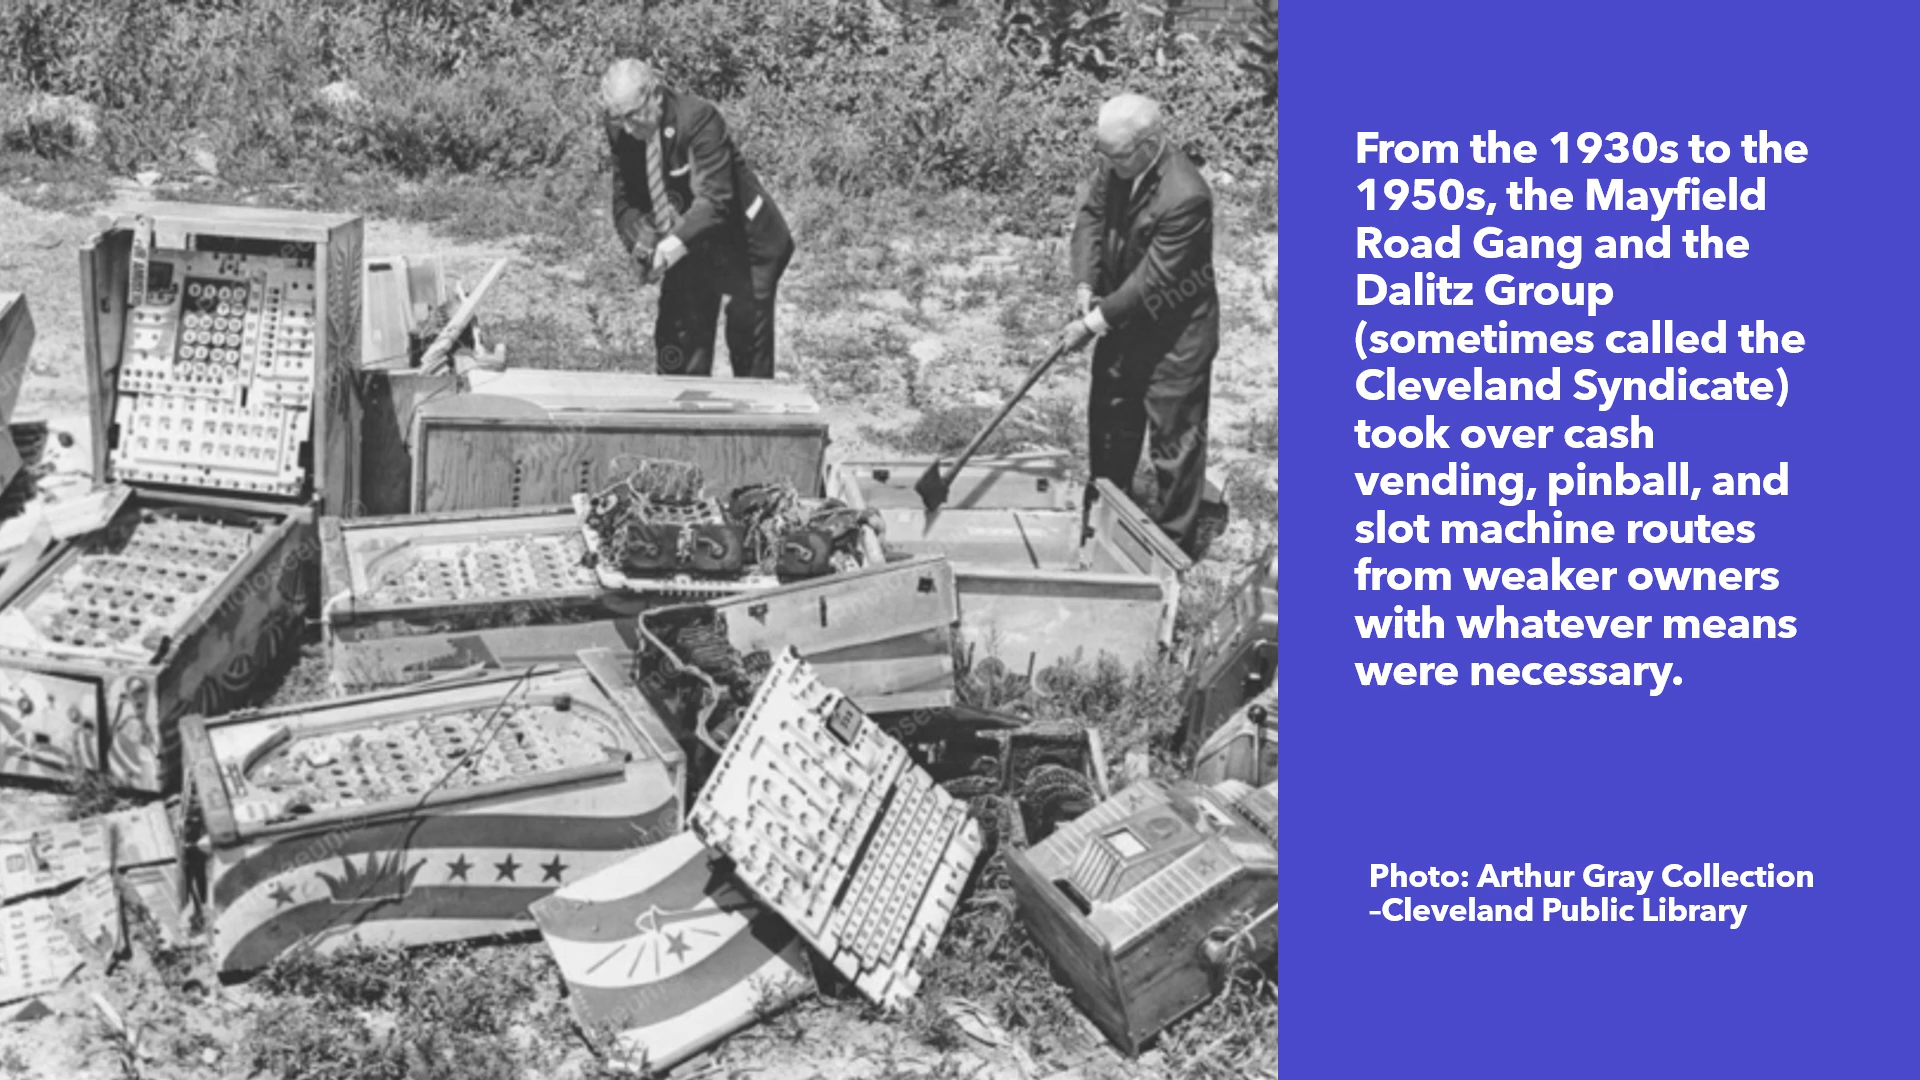 From the 1930s to the
1950s, the Mayfield
Road Gang and the
Dalitz Group
(sometimes called the
Cleveland Syndicate)
took over cash
vending, pinball, and
slot machine routes
from weaker owners
with whatever means
were necessary.
Photo: Arthur Gray Collection
–Cleveland Public Library